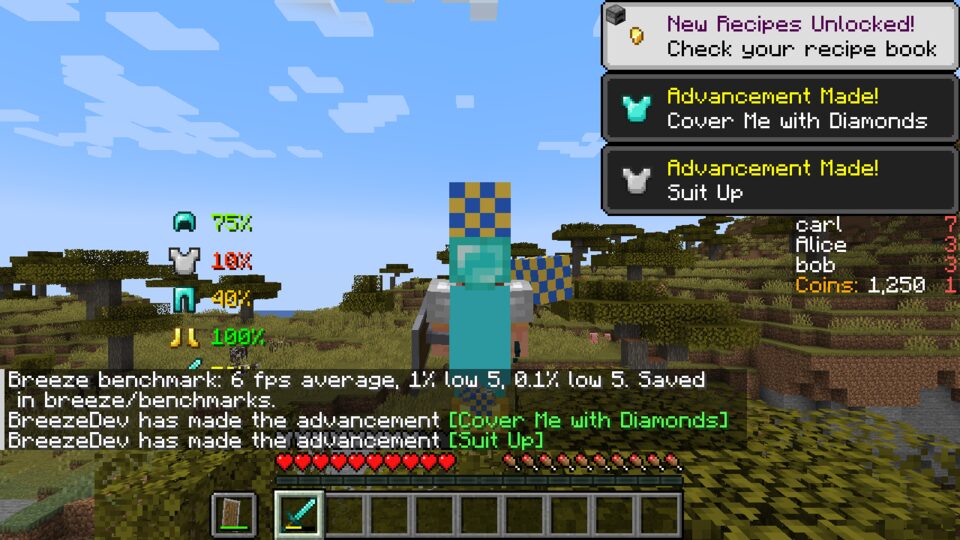 New Recipes Unlocked!
Check your recipe book
Advancement Made!
Cover Me with Diamonds
Advancement Made!
Suit Up
carl 7
Alice 3
bob 3
Coins: 1,250 1
75%
10%
40%
100%
Breeze benchmark: 6 fps average, 1% low 5, 0.1% low 5. Saved
in breeze/benchmarks.
BreezeDev has made the advancement [Cover Me with Diamonds]
BreezeDev has made the advancement [Suit Up]